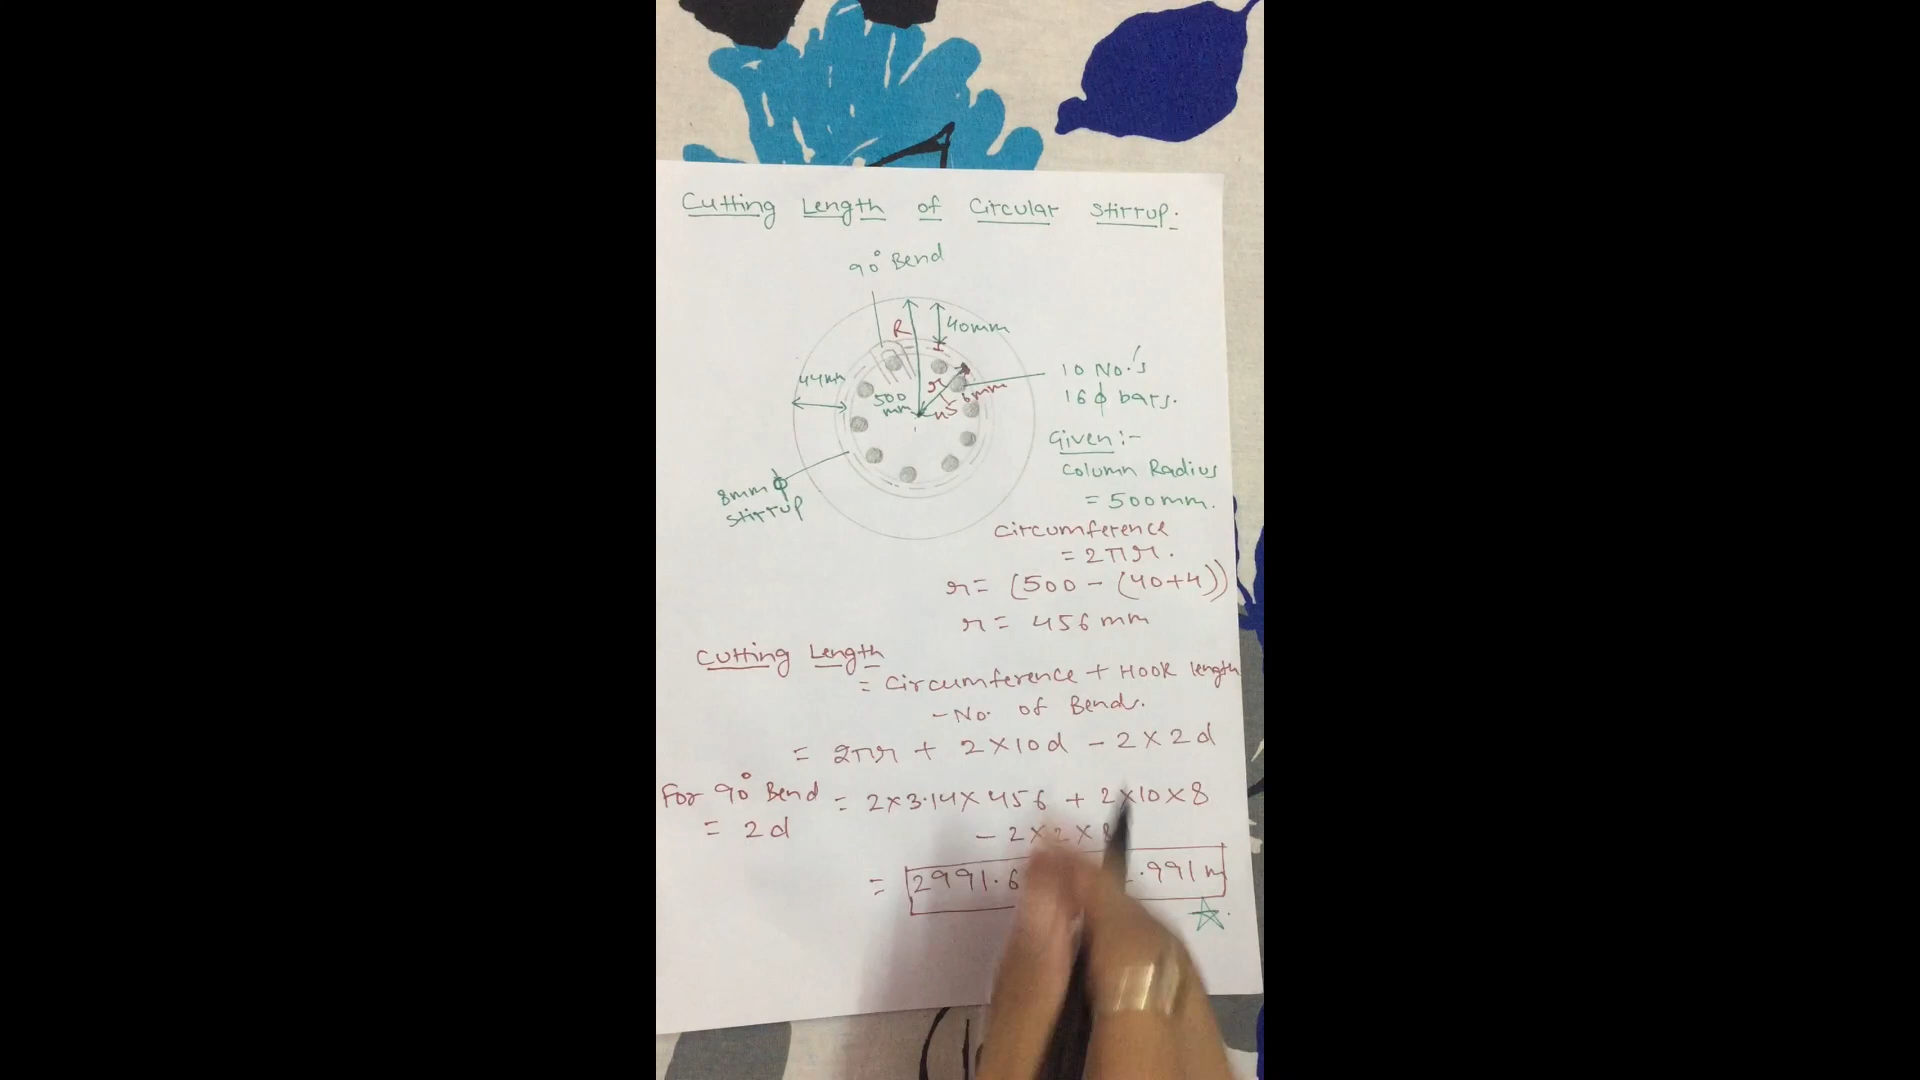 Cutting Length of Circular Stirrup.
90° Bend
R
40mm
44mm
r
456mm
500
mm
10 No.'s
16ϕ bars.
8mm ϕ
stirrup
Given :-
Column Radius
= 500mm.
Circumference
= 2πr.
r = (500 - (40+4))
r = 456 mm
Cutting Length
= Circumference + Hook length
- No. of Bends.
= 2πr + 2×10d - 2×2d
For 90° Bend
= 2d
= 2×3.14×456 + 2×10×8
- 2×2×8
= 2991.6
.991 m